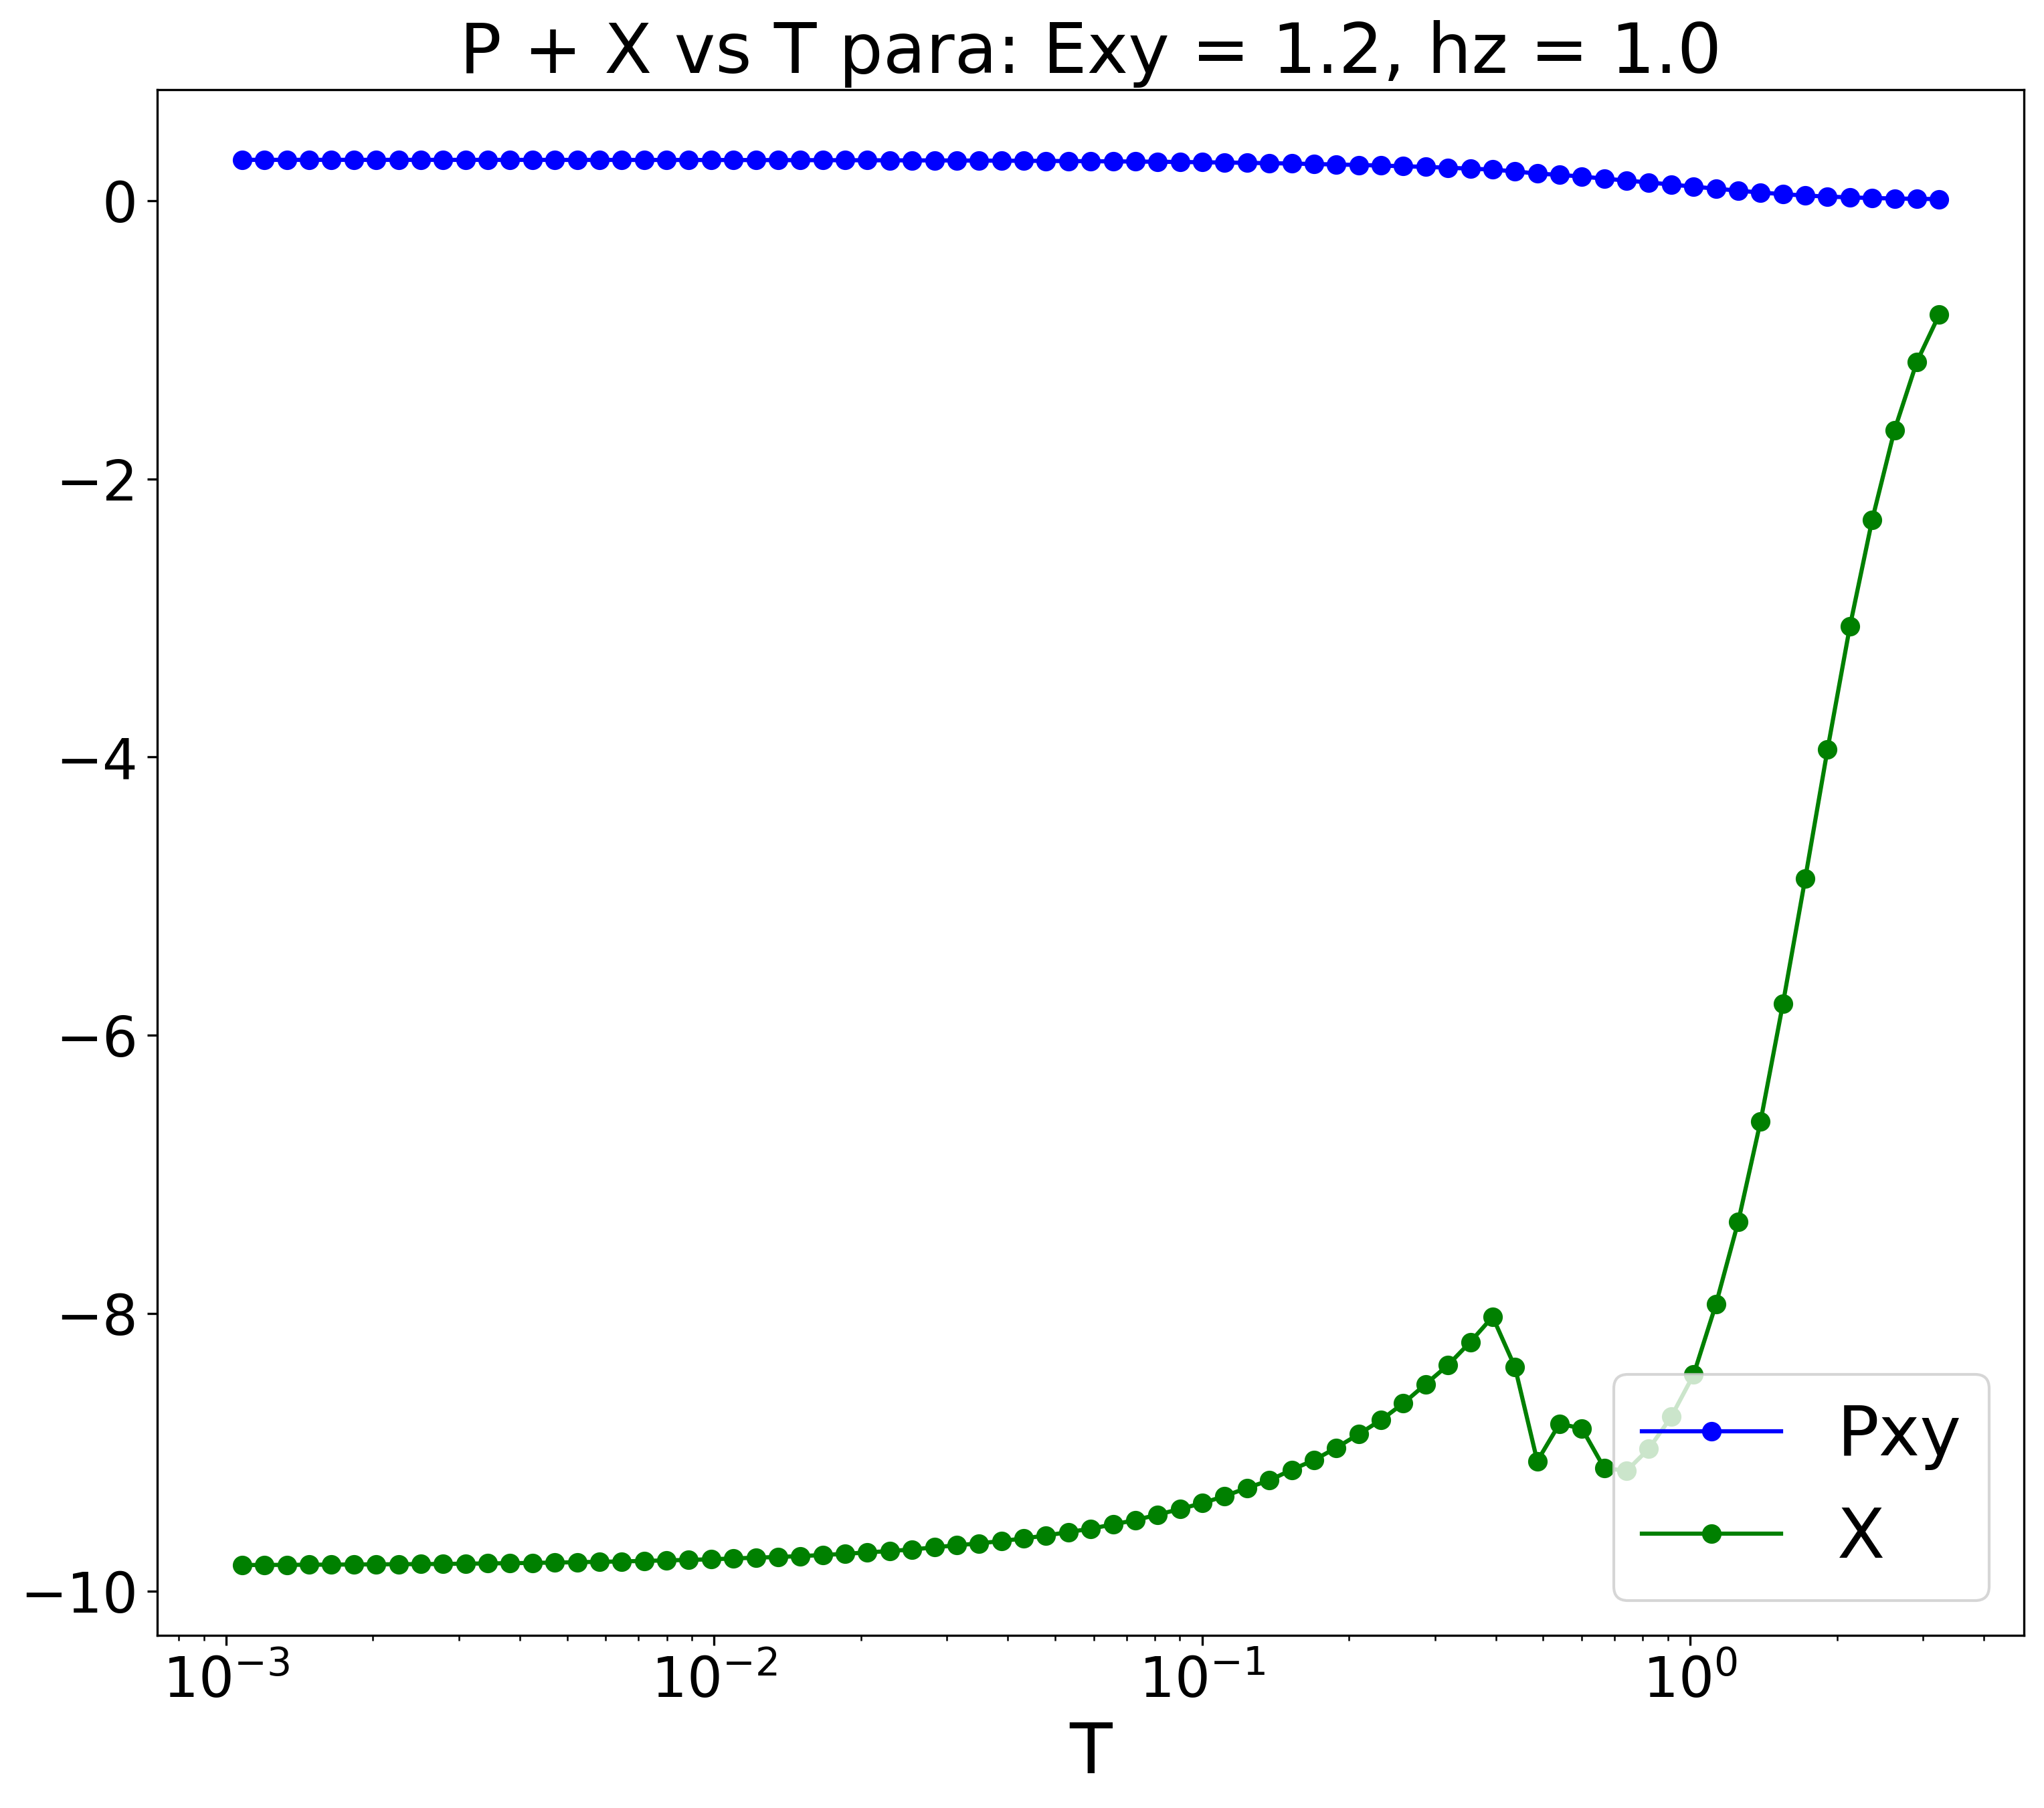 P + X vs T para: Exy = 1.2, hz = 1.0
0
−2
−4
−6
−8
−10
10⁻³ 10⁻² 10⁻¹ 10⁰
T
Pxy
X